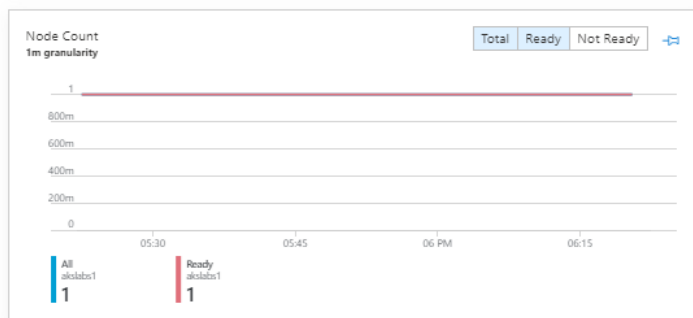 Node Count
1m granularity
Total Ready Not Ready
1
800m
600m
400m
200m
0
05:30 05:45 06 PM 06:15
All
akslabs1
1
Ready
akslabs1
1